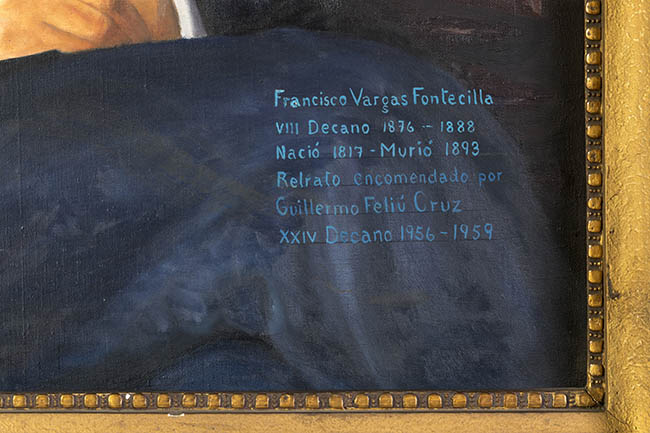 Francisco Vargas Fontecilla
VIII Decano 1876 - 1888
Nació 1817 - Murió 1893
Retrato encomendado por
Guillermo Feliú Cruz
XXIV Decano 1956 - 1959